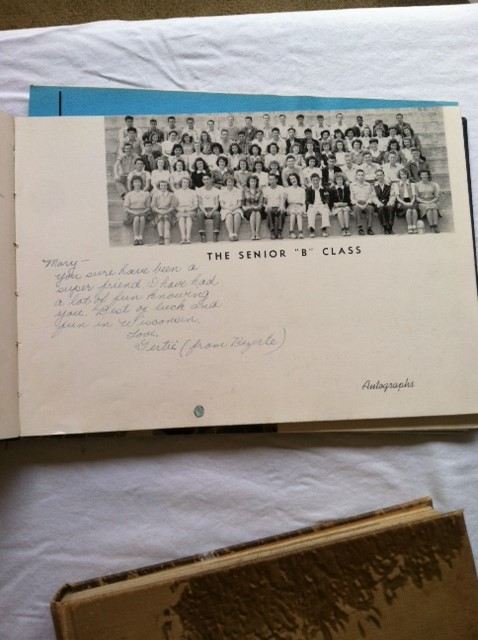 THE SENIOR "B" CLASS
Mary—
You sure have been a
super friend. I have had
a lot of fun knowing
you. Best of luck and
fun in Wisconsin.
Love,
Gertie (from Bizerte)
Autographs